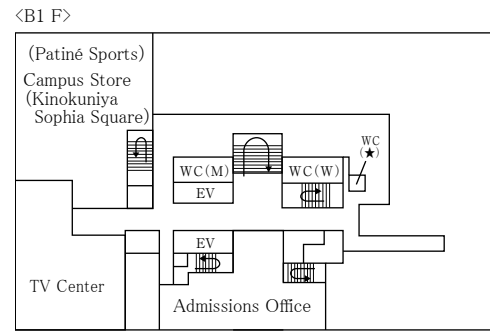 <B1 F>
(Patiné Sports)
Campus Store
(Kinokuniya
Sophia Square)
WC
(★)
WC(M)
WC(W)
EV
EV
TV Center
Admissions Office